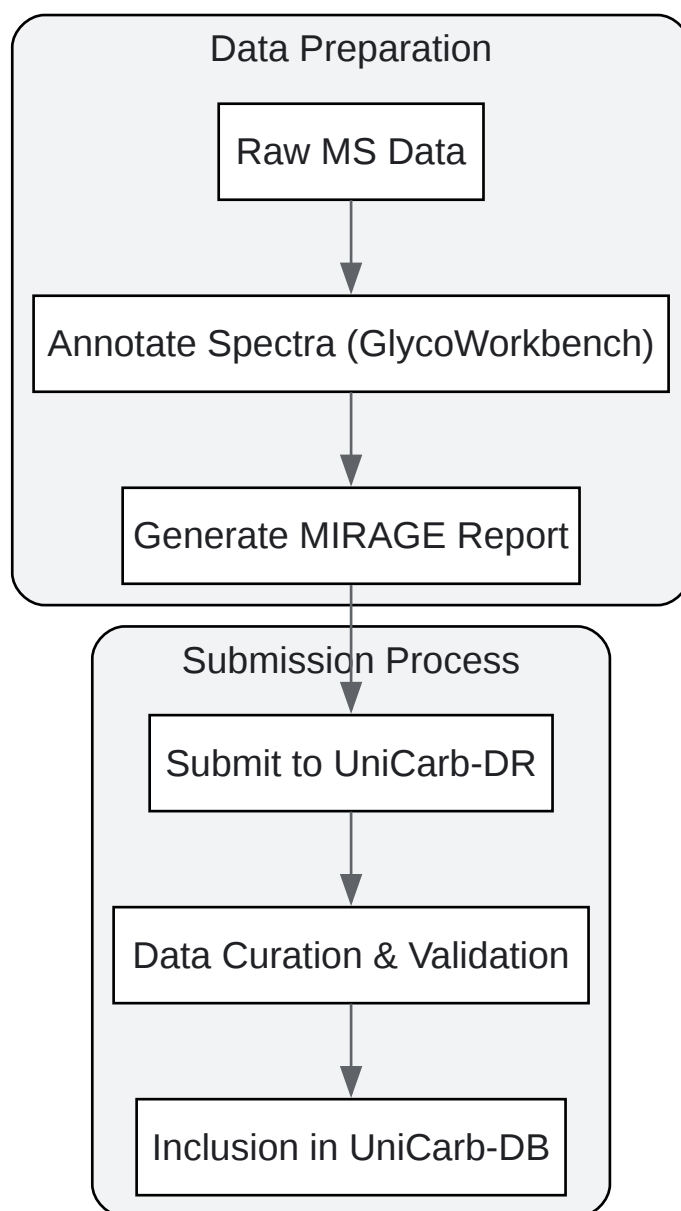 Data Preparation
Raw MS Data
Annotate Spectra (GlycoWorkbench)
Generate MIRAGE Report
Submission Process
Submit to UniCarb-DR
Data Curation & Validation
Inclusion in UniCarb-DB